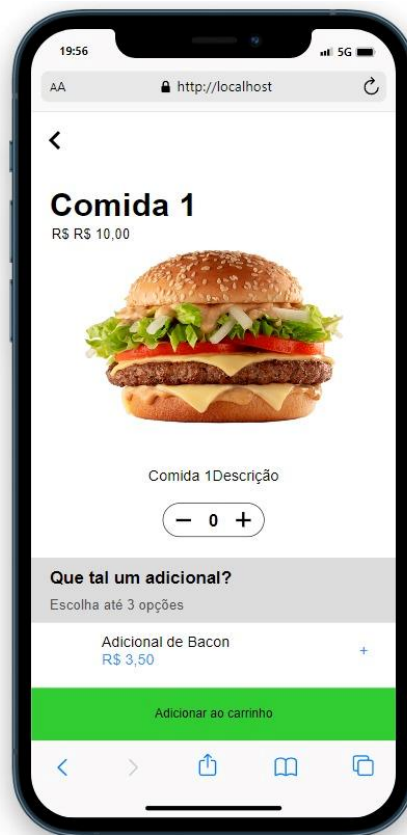 19:56
5G
AA
http://localhost
Comida 1
R$ R$ 10,00
Comida 1Descrição
0
Que tal um adicional?
Escolha até 3 opções
Adicional de Bacon
R$ 3,50
+
Adicionar ao carrinho